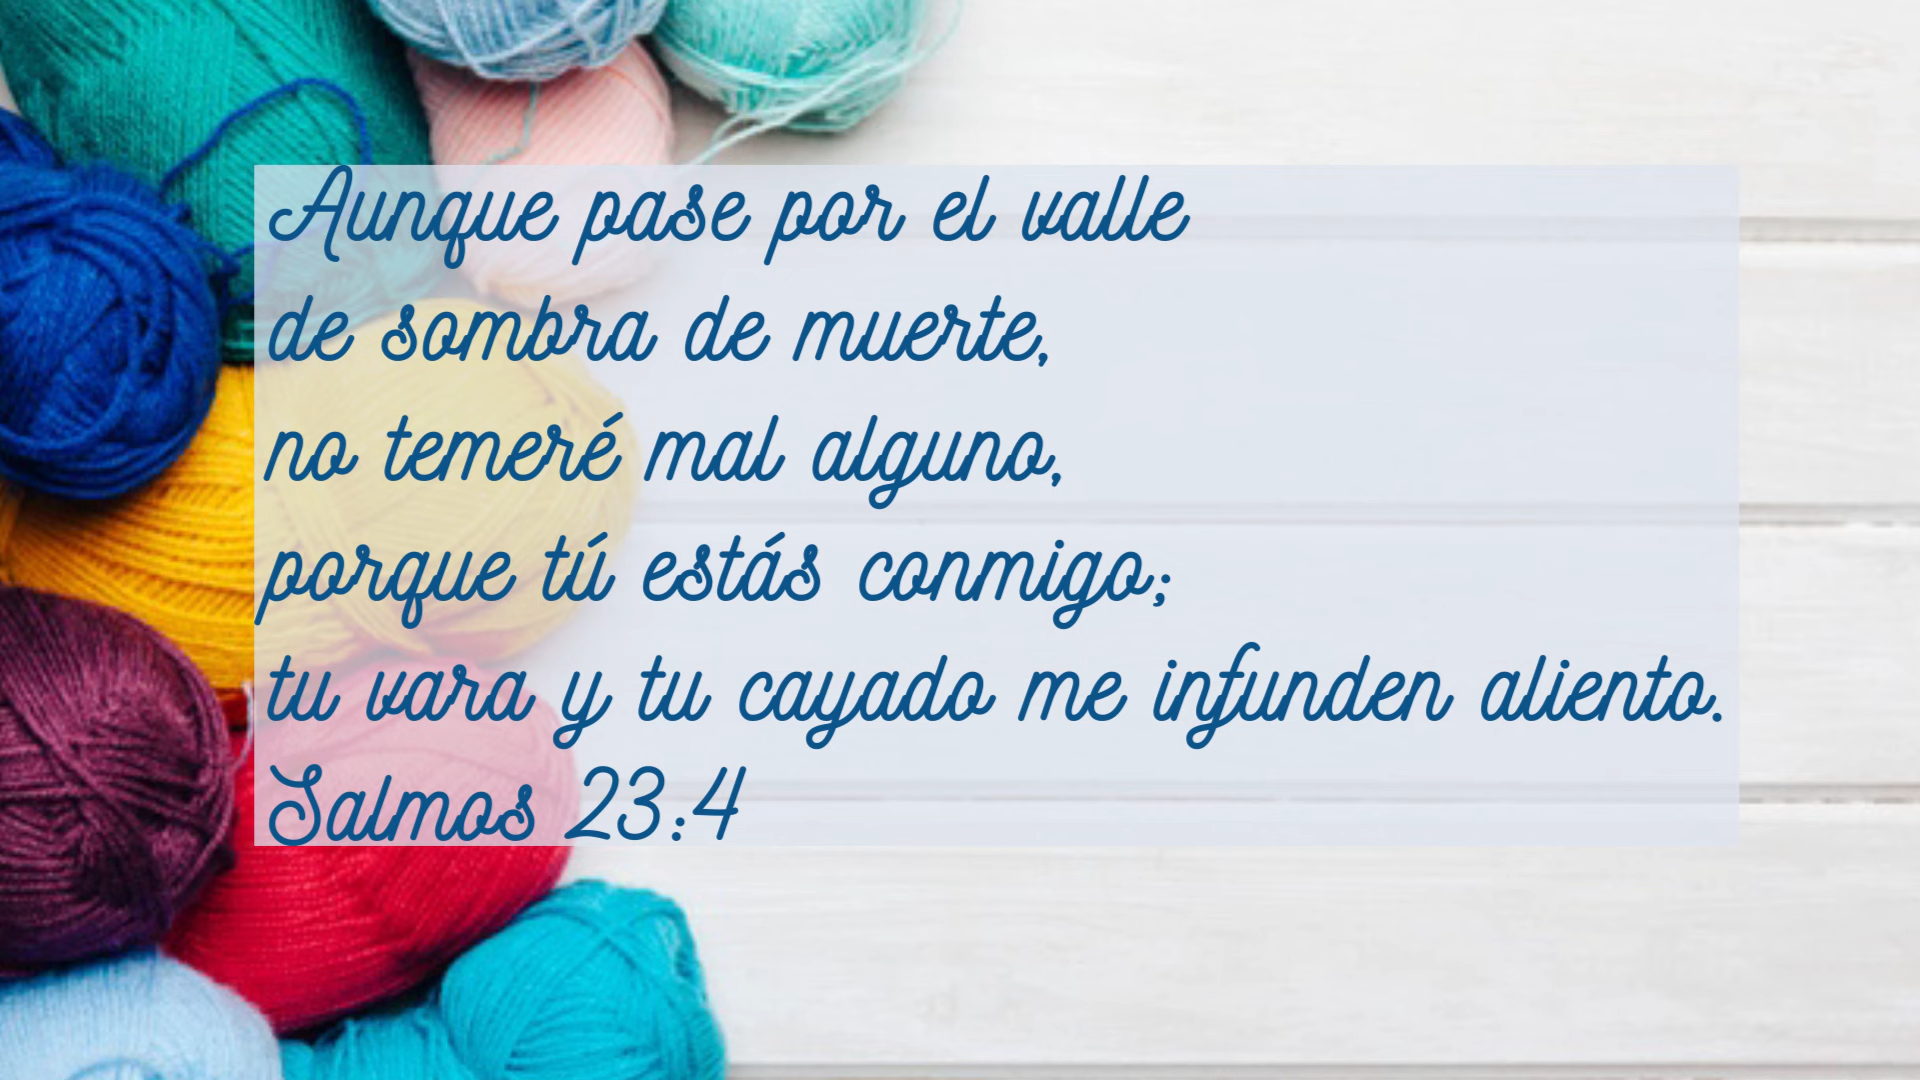 Aunque pase por el valle
de sombra de muerte,
no temeré mal alguno,
porque tú estás conmigo;
tu vara y tu cayado me infunden aliento.
Salmos 23:4